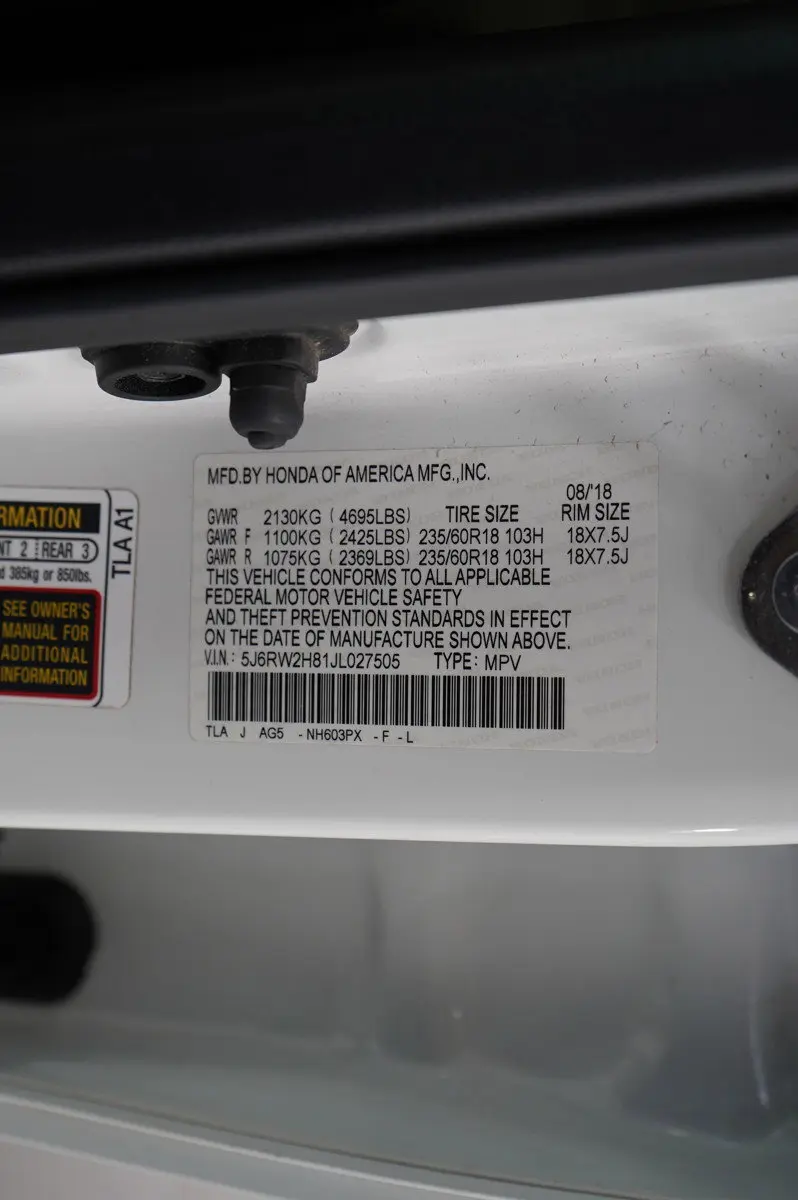 MFD.BY HONDA OF AMERICA MFG.,INC.
08/'18
GVWR 2130KG ( 4695LBS) TIRE SIZE RIM SIZE
GAWR F 1100KG ( 2425LBS) 235/60R18 103H 18X7.5J
GAWR R 1075KG ( 2369LBS) 235/60R18 103H 18X7.5J
THIS VEHICLE CONFORMS TO ALL APPLICABLE
FEDERAL MOTOR VEHICLE SAFETY
AND THEFT PREVENTION STANDARDS IN EFFECT
ON THE DATE OF MANUFACTURE SHOWN ABOVE.
V.I.N.: 5J6RW2H81JL027505 TYPE: MPV
TLA J AG5 -NH603PX -F -L
RMATION
NT 2 REAR 3
d 385kg or 850lbs.
SEE OWNER'S
MANUAL FOR
ADDITIONAL
INFORMATION
TLA A1